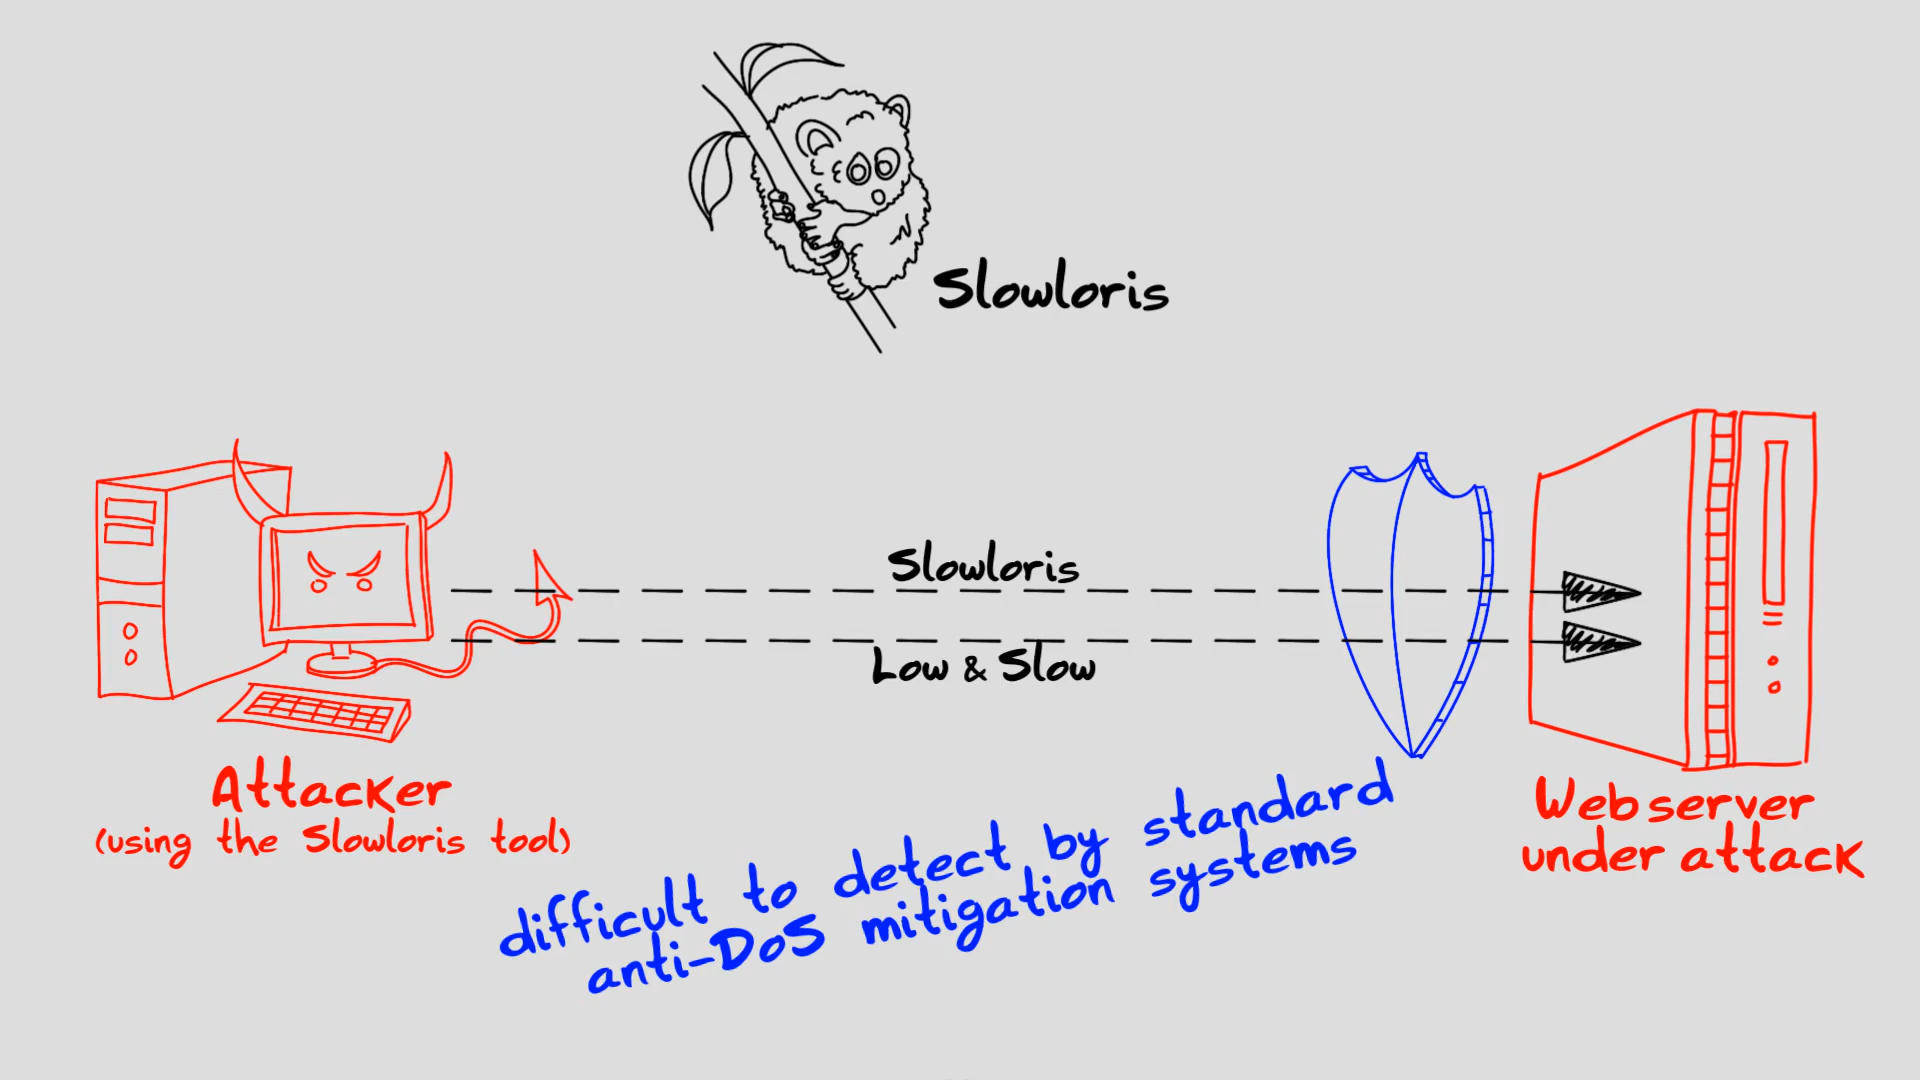 Slowloris
Slowloris
Low & Slow
Attacker
(using the Slowloris tool)
Webserver
under attack
difficult to detect by standard
anti-DoS mitigation systems